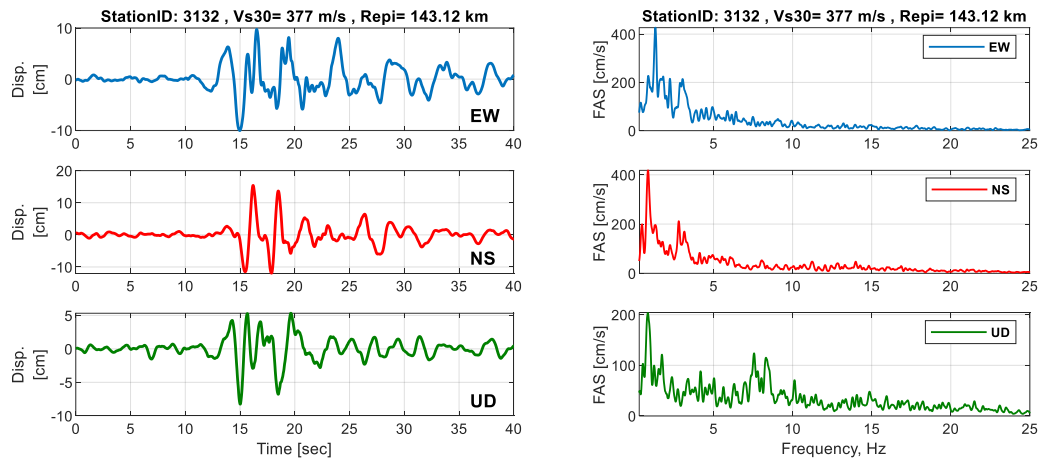 StationID: 3132 , Vs30= 377 m/s , Repi= 143.12 km
10
0
-10
Disp.
[cm]
EW
0 5 10 15 20 25 30 35 40
20
10
0
-10
Disp.
[cm]
NS
0 5 10 15 20 25 30 35 40
5
0
-5
-10
Disp.
[cm]
UD
0 5 10 15 20 25 30 35 40
Time [sec]
StationID: 3132 , Vs30= 377 m/s , Repi= 143.12 km
400
200
0
FAS [cm/s]
EW
5 10 15 20 25
400
200
0
FAS [cm/s]
NS
5 10 15 20 25
200
100
0
FAS [cm/s]
UD
5 10 15 20 25
Frequency, Hz